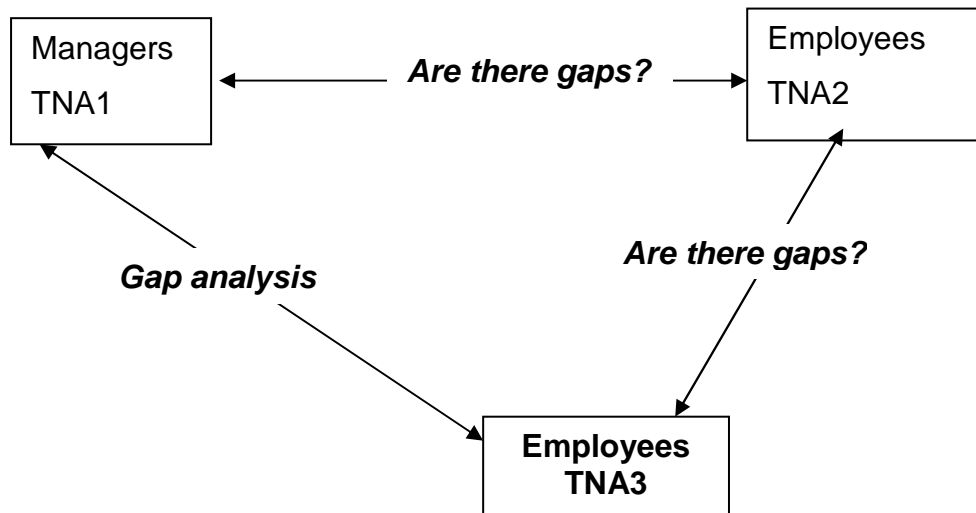 Managers
TNA1
Are there gaps?
Employees
TNA2
Are there gaps?
Gap analysis
Employees
TNA3